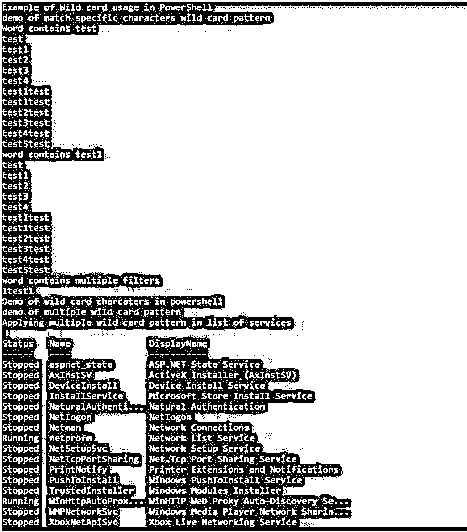 Example of Wild card usage in PowerShell
demo of match specific characters wild card pattern
Word contains test
test
test1
test2
test3
test4
test1test
test1test
test2test
test3test
test4test
test5test
word contains test1
test
test1
test2
test3
test4
test1test
test1test
test2test
test3test
test4test
test5test
word contains multiple filters
1test1
Demo of wild card charcaters in powershell
demo of multiple wild card pattern
Applying multiple wild card pattern in list of services
Status Name DisplayName
Stopped aspnet_state ASP.NET State Service
Stopped AxInstSV ActiveX Installer (AxInstSV)
Stopped DeviceInstall Device Install Service
Stopped InstallService Microsoft Store Install Service
Stopped NaturalAuthenti... Natural Authentication
Stopped Netlogon Netlogon
Stopped Netman Network Connections
Running netprofm Network List Service
Stopped NetSetupSvc Network Setup Service
Stopped NetTcpPortSharing Net.Tcp Port Sharing Service
Stopped PrintNotify Printer Extensions and Notifications
Stopped PushToInstall Windows PushToInstall Service
Stopped TrustedInstaller Windows Modules Installer
Running WinHttpAutoProx... WinHTTP Web Proxy Auto-Discovery Se...
Stopped WMPNetworkSvc Windows Media Player Network Sharin...
Stopped XboxNetApiSvc Xbox Live Networking Service